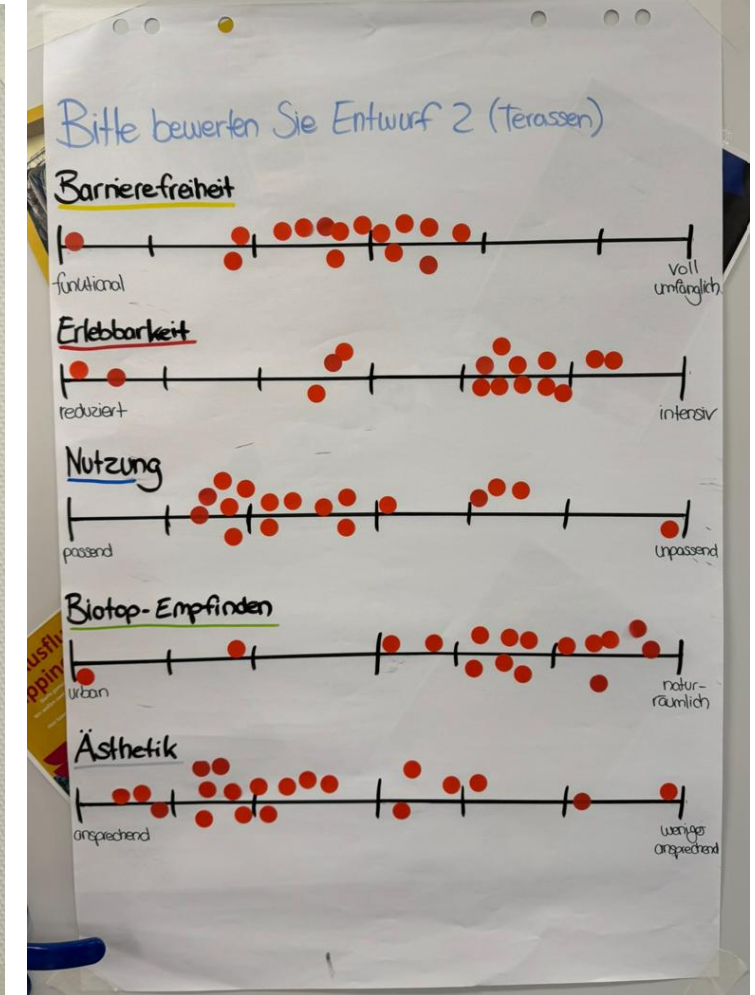 Bitte bewerten Sie Entwurf 2 (Terassen)
Barrierefreiheit
funktional
voll
umfänglich
Erlebbarkeit
reduziert
intensiv
Nutzung
passend
unpassend
Biotop-Empfinden
urban
natur-
räumlich
Ästhetik
ansprechend
weniger
ansprechend